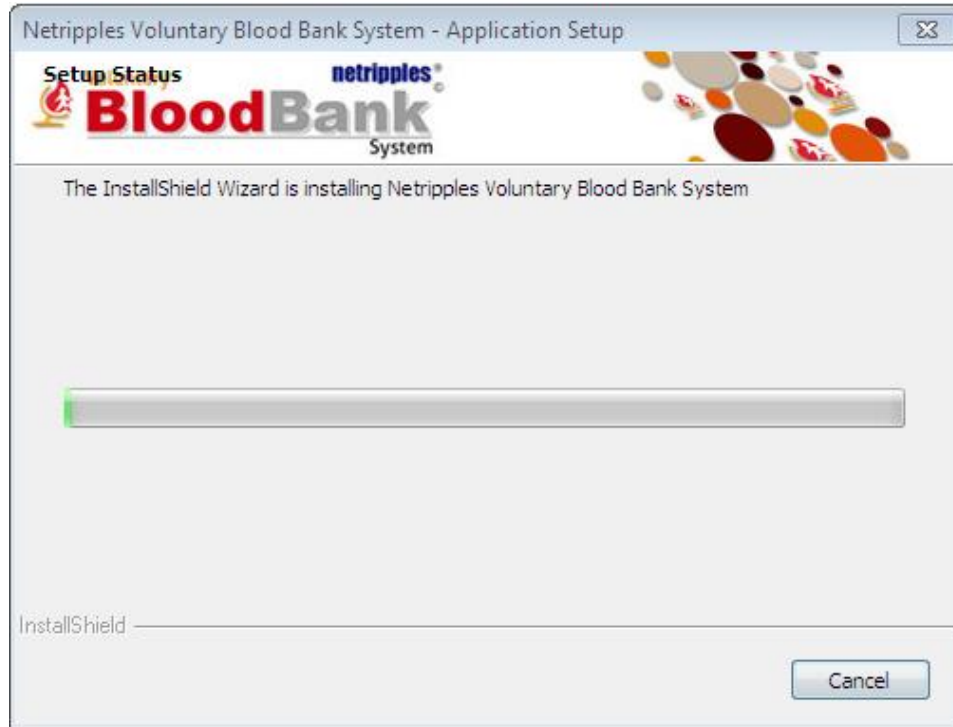 Netripples Voluntary Blood Bank System - Application Setup
Setup Status
netripples
Voluntary
BloodBank
System
The InstallShield Wizard is installing Netripples Voluntary Blood Bank System
InstallShield
Cancel